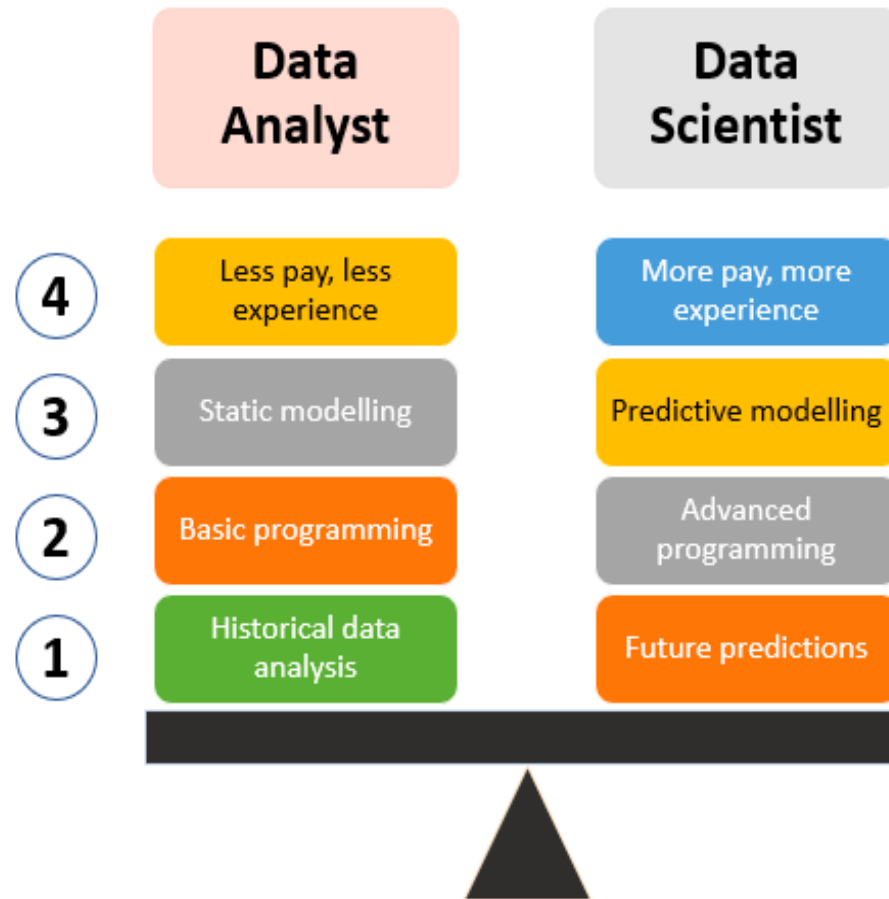 Data
Analyst
Data
Scientist
4
Less pay, less
experience
More pay, more
experience
3
Static modelling
Predictive modelling
2
Basic programming
Advanced
programming
1
Historical data
analysis
Future predictions